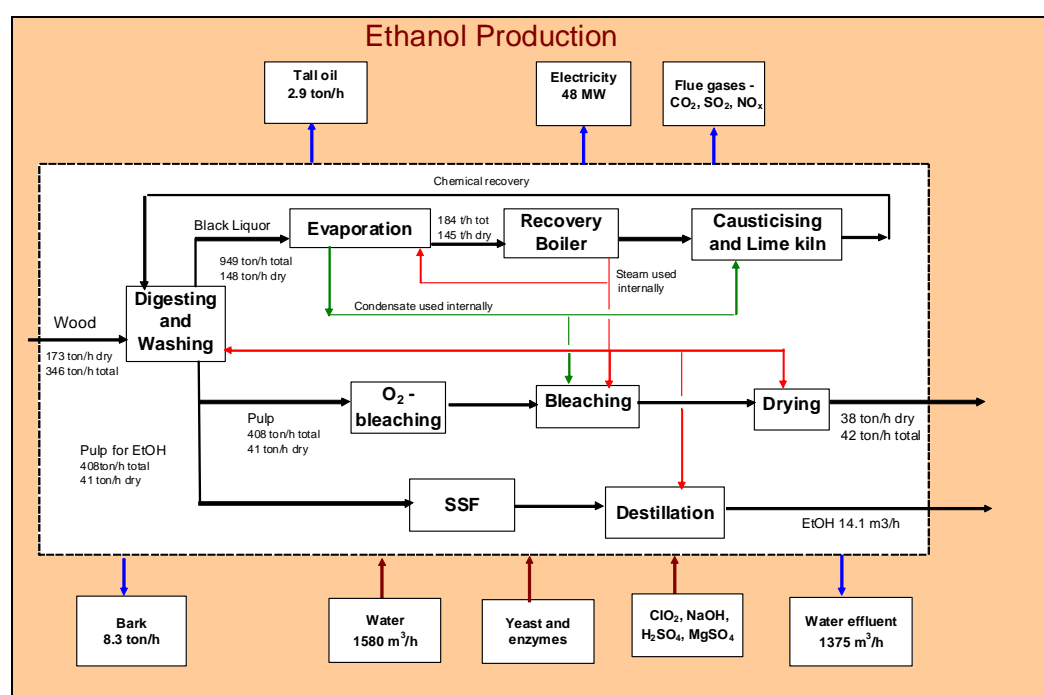 Ethanol Production
Tall oil
2.9 ton/h
Electricity
48 MW
Flue gases -
CO₂, SO₂, NOₓ
Chemical recovery
Black Liquor
949 ton/h total
148 ton/h dry
Evaporation
184 t/h tot
145 t/h dry
Recovery
Boiler
Causticising
and Lime kiln
Steam used
internally
Condensate used internally
Digesting
and
Washing
Wood
173 ton/h dry
346 ton/h total
O₂ -
bleaching
Bleaching
Drying
Pulp
408 ton/h total
41 ton/h dry
38 ton/h dry
42 ton/h total
Pulp for EtOH
408ton/h total
41 ton/h dry
SSF
Destillation
EtOH 14.1 m3/h
Bark
8.3 ton/h
Water
1580 m³/h
Yeast and
enzymes
ClO₂, NaOH,
H₂SO₄, MgSO₄
Water effluent
1375 m³/h